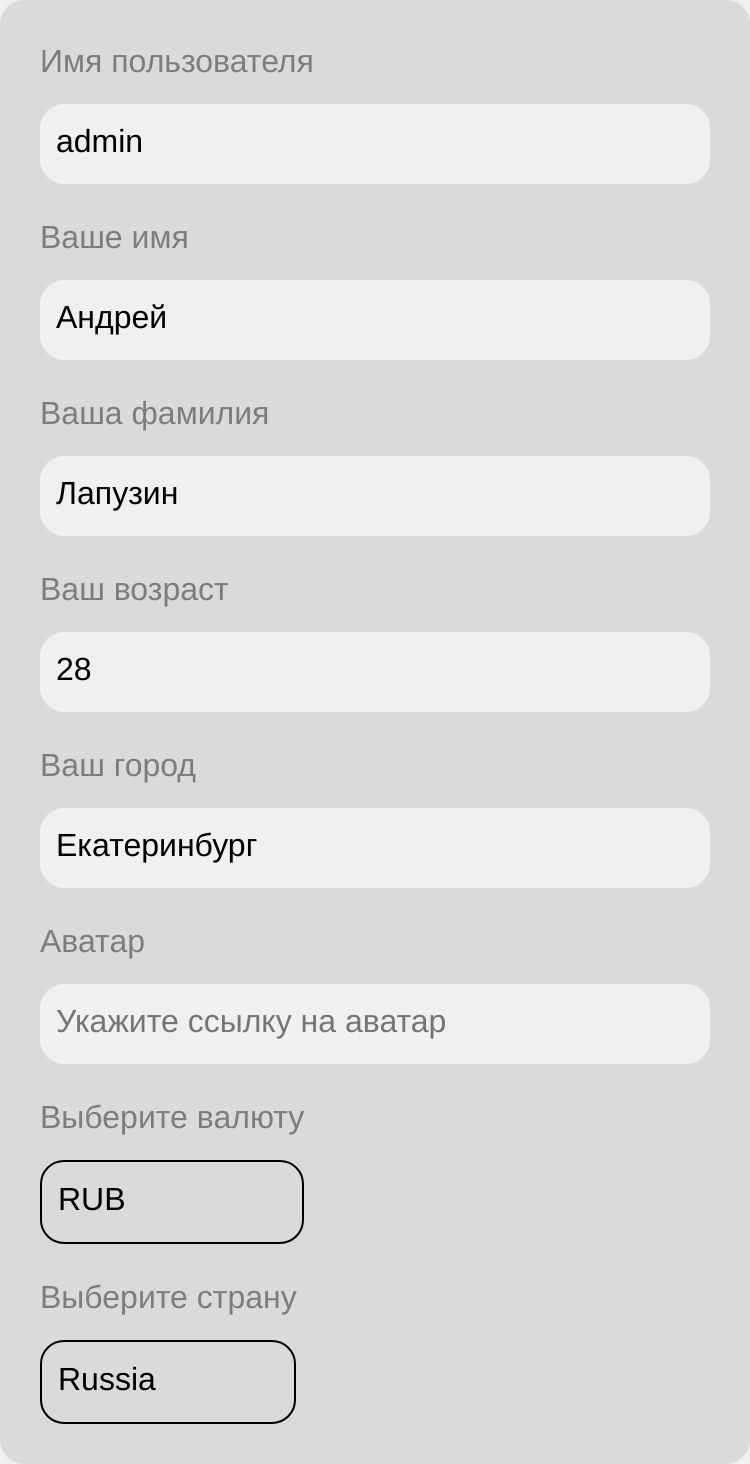 Имя пользователя
admin
Ваше имя
Андрей
Ваша фамилия
Лапузин
Ваш возраст
28
Ваш город
Екатеринбург
Аватар
Укажите ссылку на аватар
Выберите валюту
RUB
Выберите страну
Russia